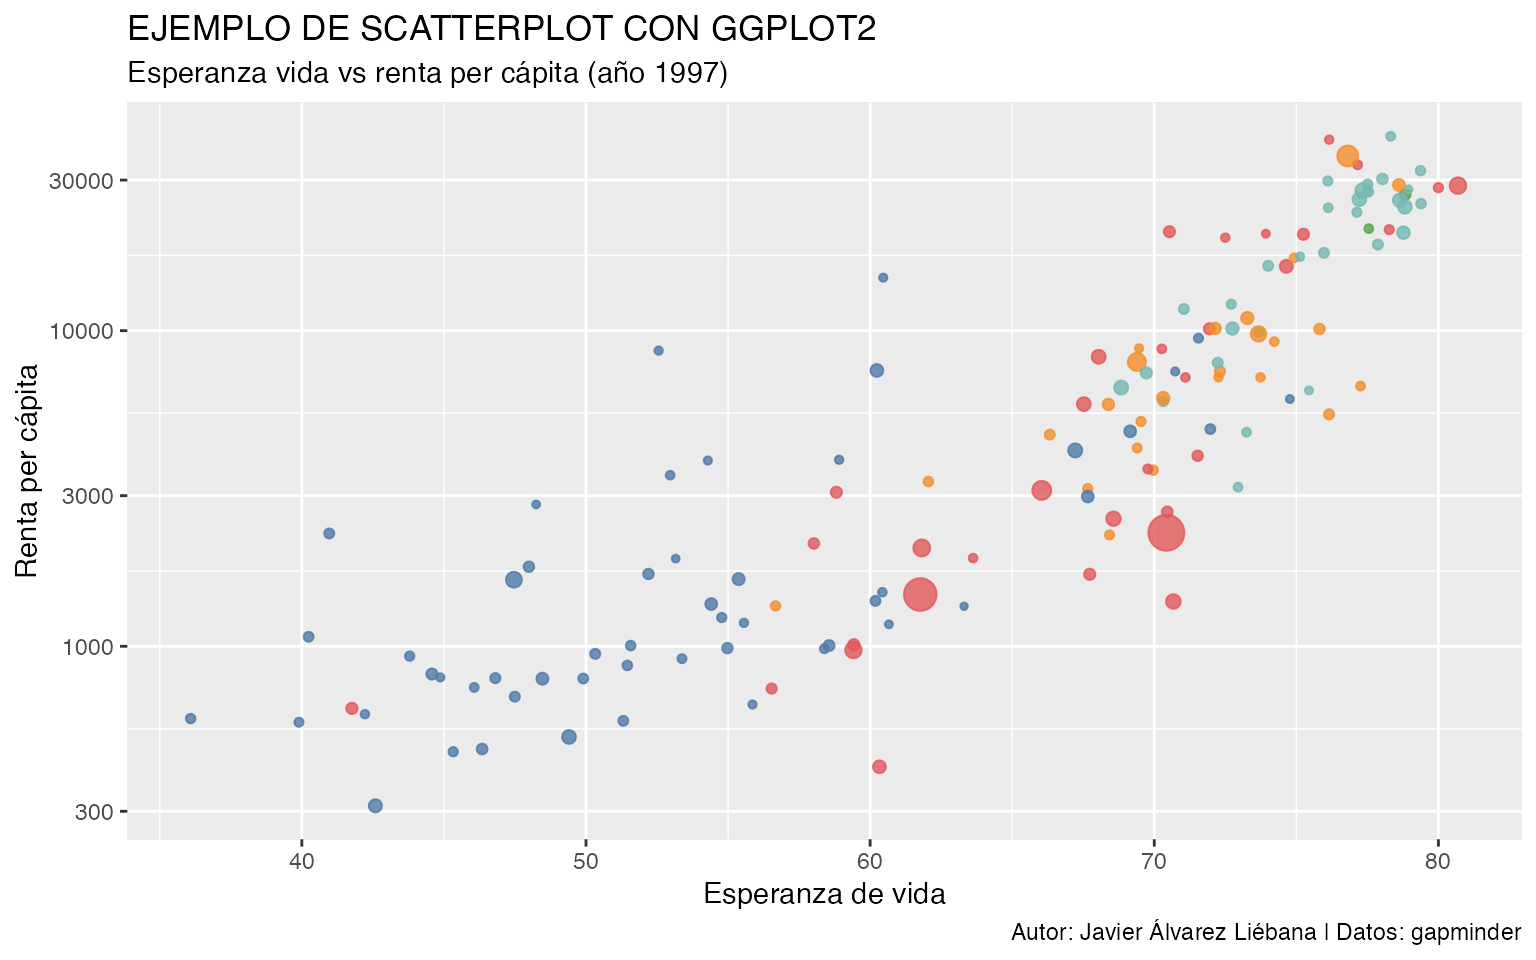 EJEMPLO DE SCATTERPLOT CON GGPLOT2
Esperanza vida vs renta per cápita (año 1997)
Renta per cápita
30000
10000
3000
1000
300
40 50 60 70 80
Esperanza de vida
Autor: Javier Álvarez Liébana | Datos: gapminder